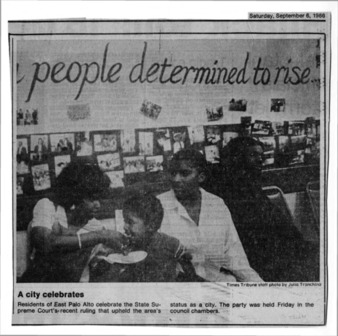 Saturday, September 6, 1986
people determined to rise...
Times Tribune staff photo by Junis Franchino
A city celebrates
Residents of East Palo Alto celebrate the State Su-
preme Court's recent ruling that upheld the area's
status as a city. The party was held Friday in the
council chambers.